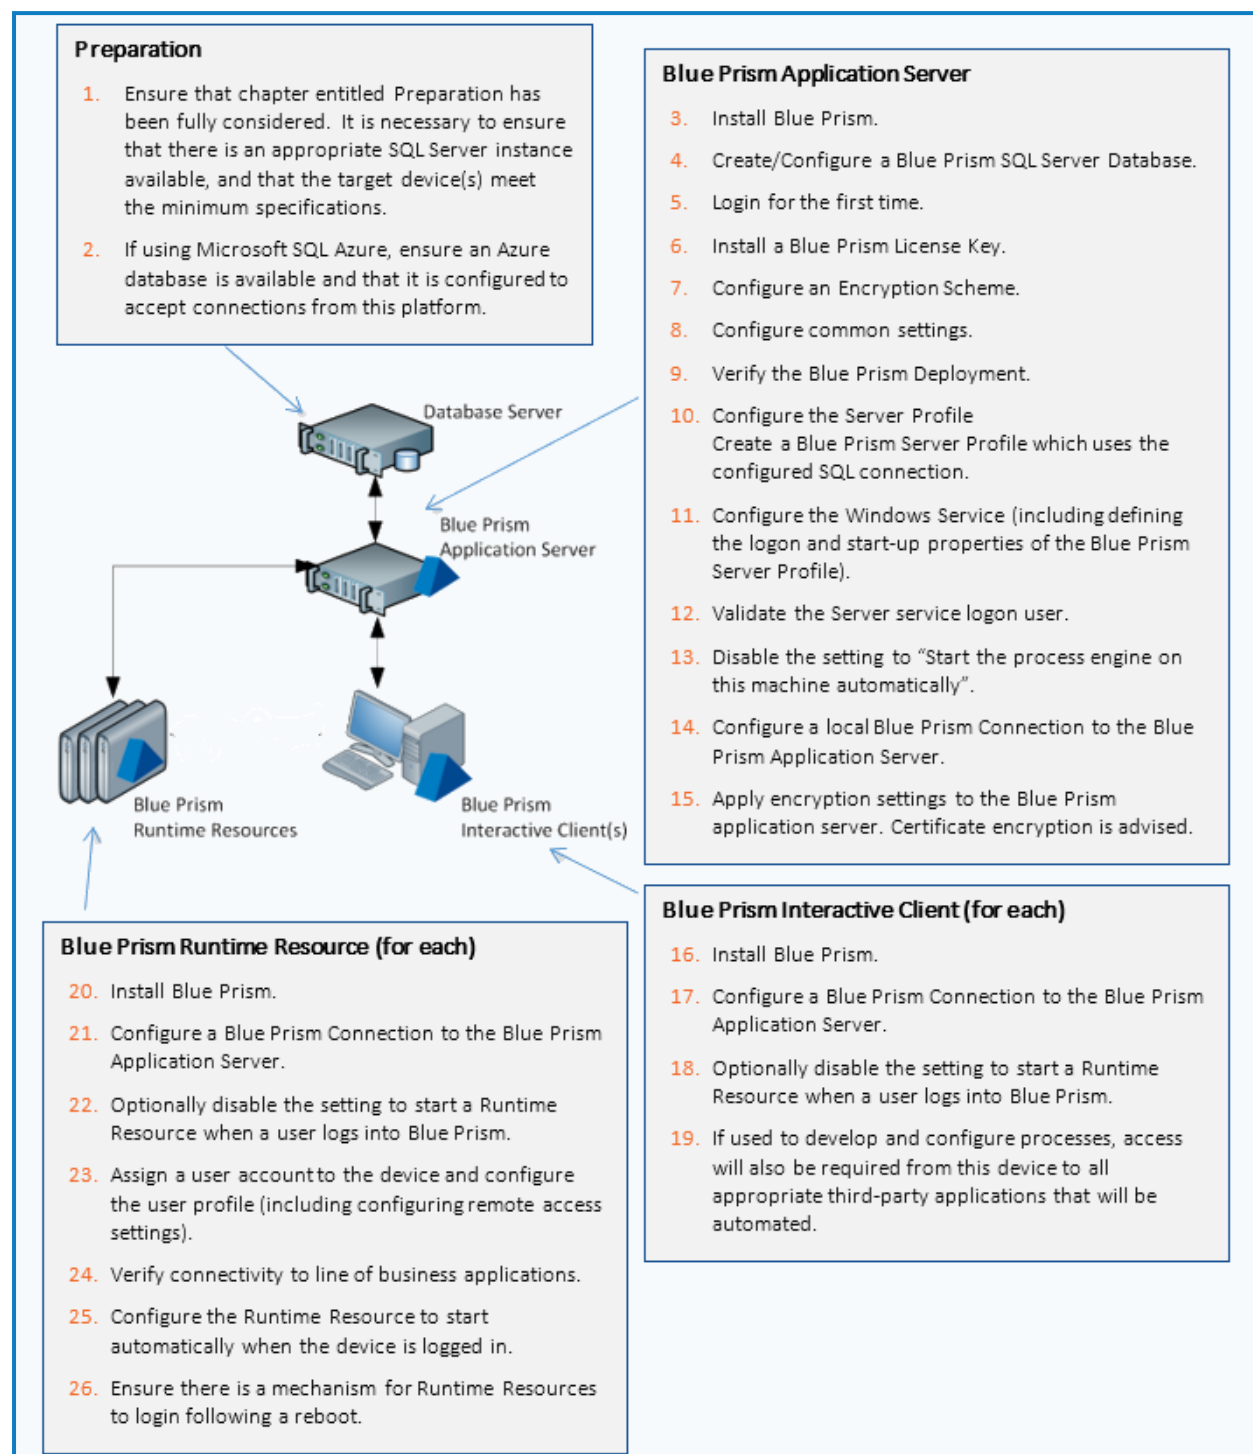 Preparation
1. Ensure that chapter entitled Preparation has
been fully considered. It is necessary to ensure
that there is an appropriate SQL Server instance
available, and that the target device(s) meet
the minimum specifications.
2. If using Microsoft SQL Azure, ensure an Azure
database is available and that it is configured to
accept connections from this platform.
Blue Prism Application Server
3. Install Blue Prism.
4. Create/Configure a Blue Prism SQL Server Database.
5. Login for the first time.
6. Install a Blue Prism License Key.
7. Configure an Encryption Scheme.
8. Configure common settings.
9. Verify the Blue Prism Deployment.
10. Configure the Server Profile
Create a Blue Prism Server Profile which uses the
configured SQL connection.
11. Configure the Windows Service (including defining
the logon and start-up properties of the Blue Prism
Server Profile).
12. Validate the Server service logon user.
13. Disable the setting to “Start the process engine on
this machine automatically”.
14. Configure a local Blue Prism Connection to the Blue
Prism Application Server.
15. Apply encryption settings to the Blue Prism
application server. Certificate encryption is advised.
Database Server
Blue Prism
Application Server
Blue Prism
Runtime Resources
Blue Prism
Interactive Client(s)
Blue Prism Interactive Client (for each)
16. Install Blue Prism.
17. Configure a Blue Prism Connection to the Blue Prism
Application Server.
18. Optionally disable the setting to start a Runtime
Resource when a user logs into Blue Prism.
19. If used to develop and configure processes, access
will also be required from this device to all
appropriate third-party applications that will be
automated.
Blue Prism Runtime Resource (for each)
20. Install Blue Prism.
21. Configure a Blue Prism Connection to the Blue Prism
Application Server.
22. Optionally disable the setting to start a Runtime
Resource when a user logs into Blue Prism.
23. Assign a user account to the device and configure
the user profile (including configuring remote access
settings).
24. Verify connectivity to line of business applications.
25. Configure the Runtime Resource to start
automatically when the device is logged in.
26. Ensure there is a mechanism for Runtime Resources
to login following a reboot.